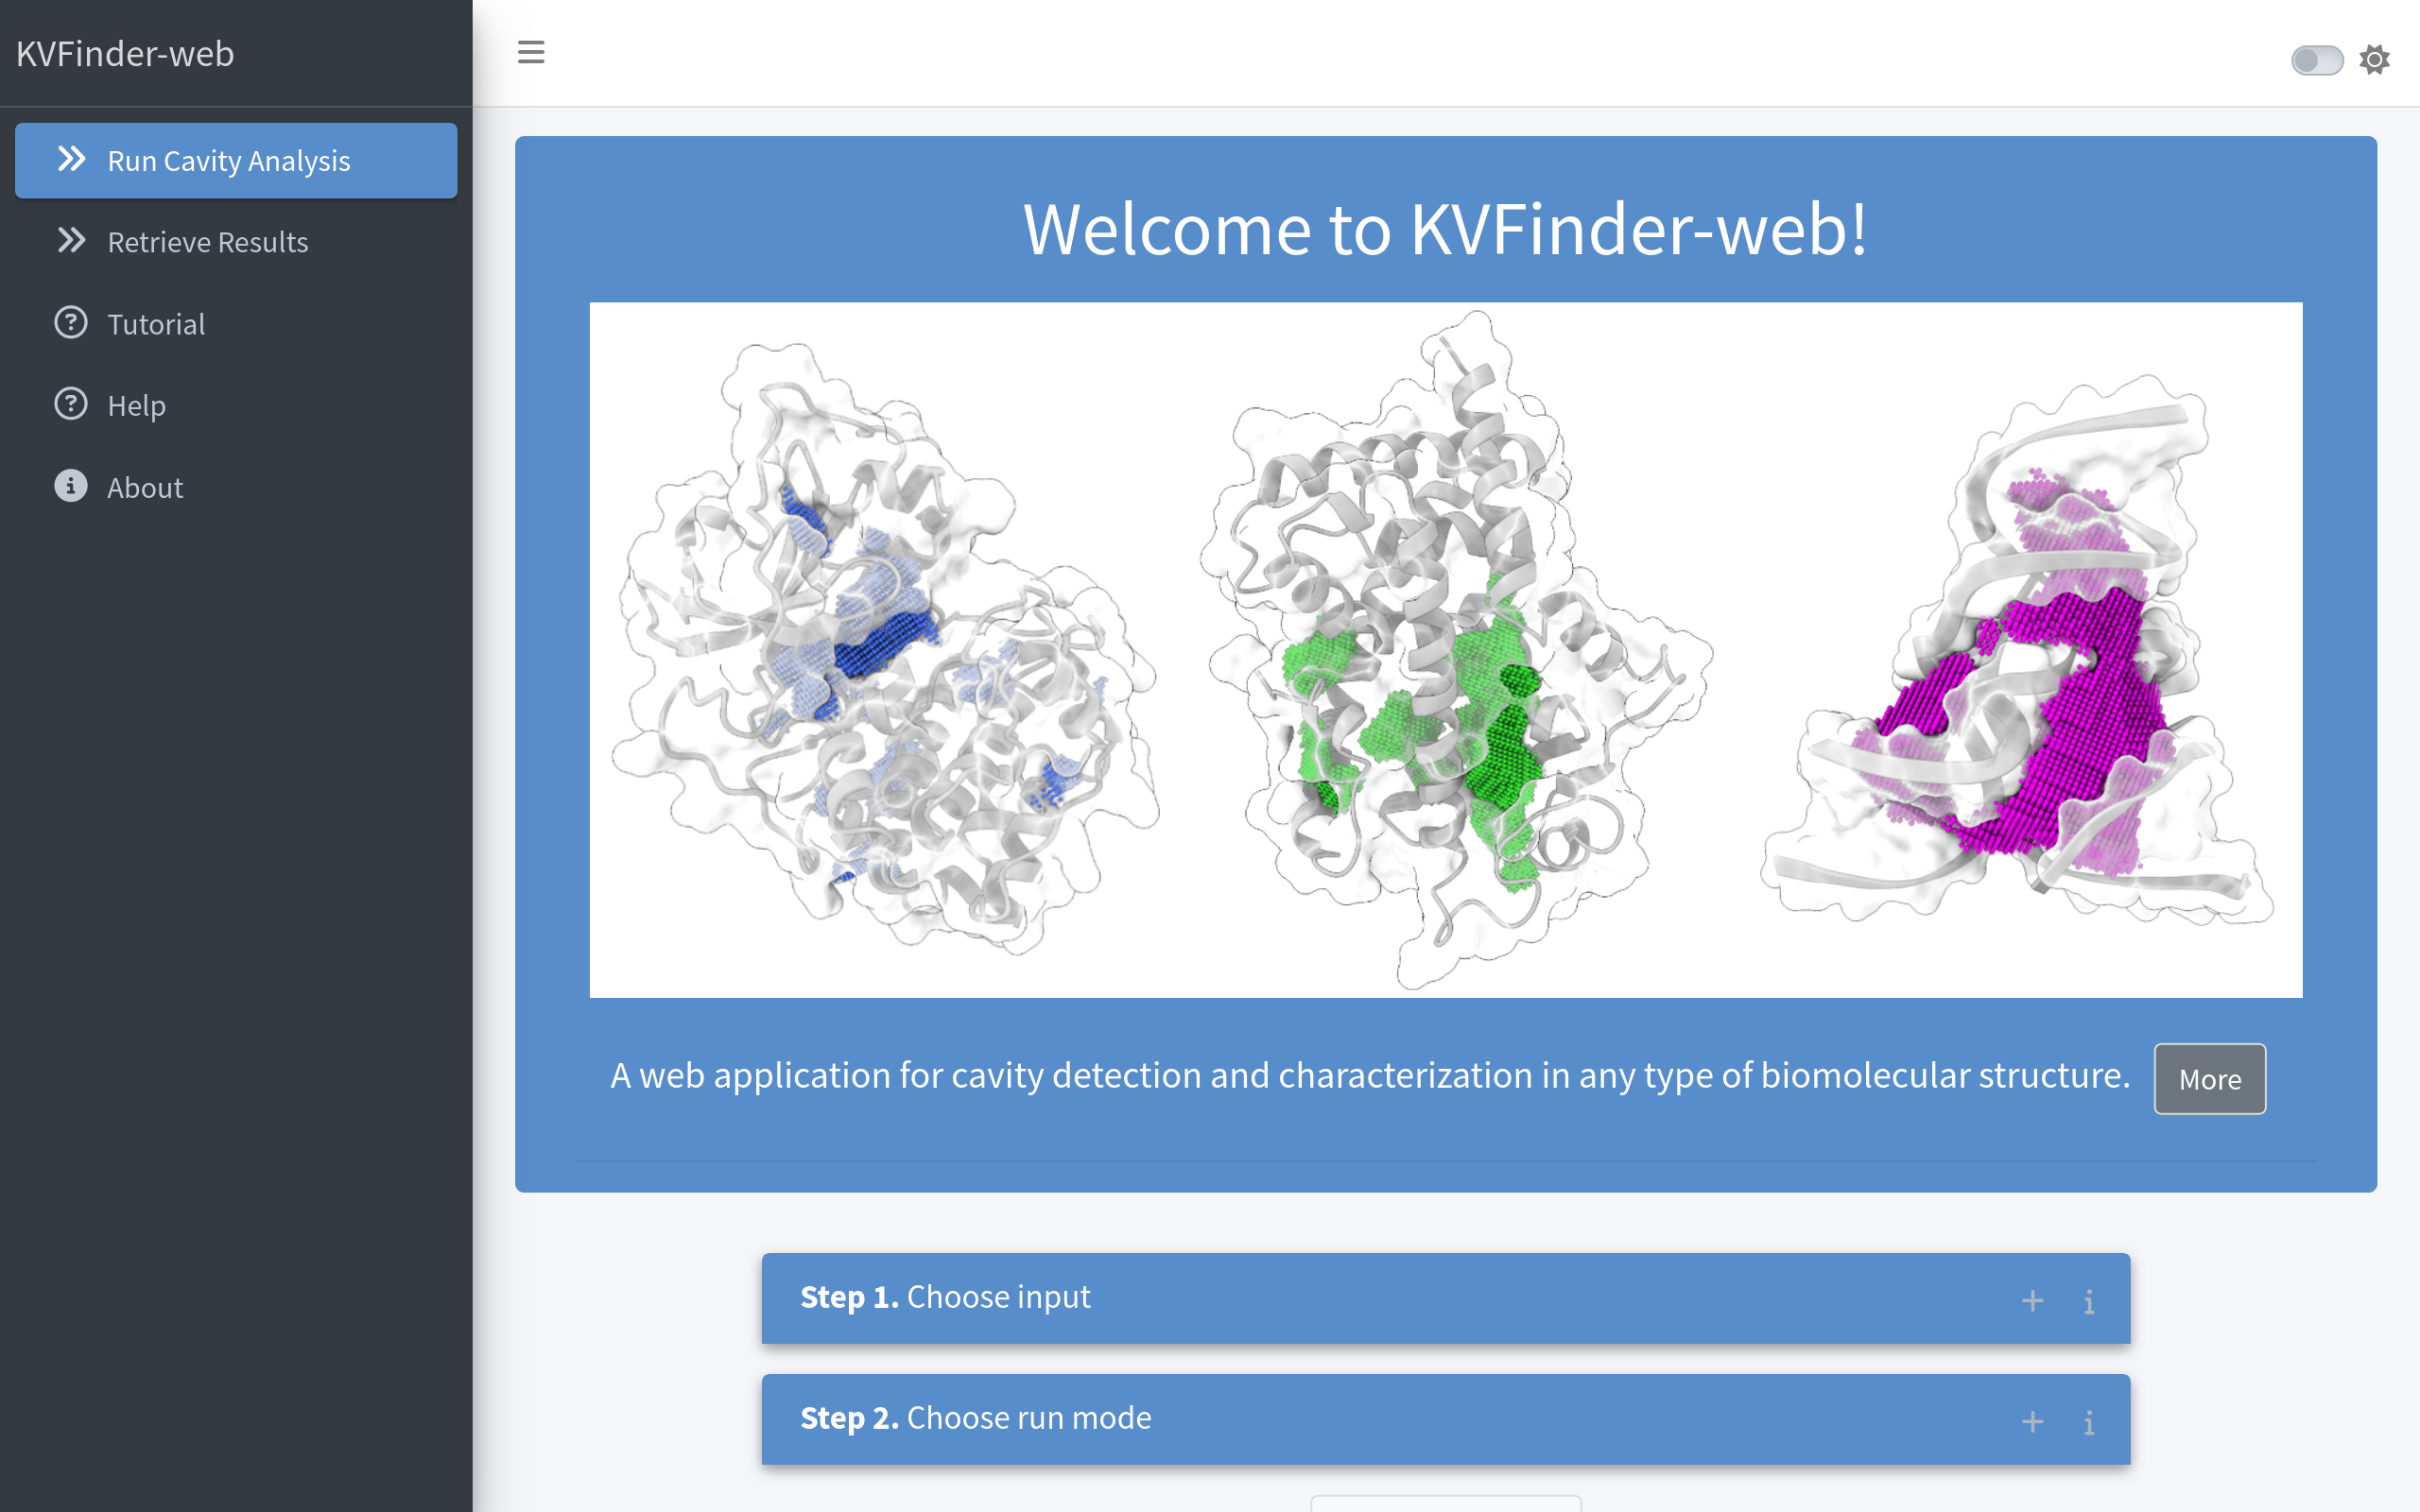 KVFinder-web
Run Cavity Analysis
Retrieve Results
Tutorial
Help
About
Welcome to KVFinder-web!
A web application for cavity detection and characterization in any type of biomolecular structure.
More
Step 1. Choose input
Step 2. Choose run mode